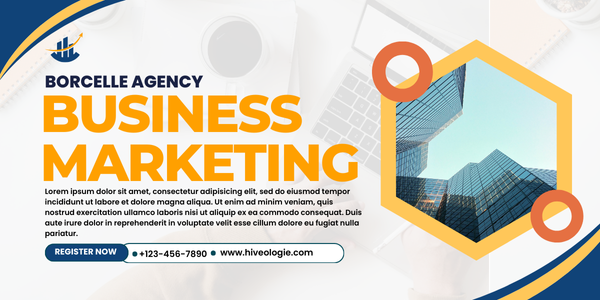 BORCELLE AGENCY
BUSINESS
MARKETING
Lorem ipsum dolor sit amet, consectetur adipisicing elit, sed do eiusmod tempor
incididunt ut labore et dolore magna aliqua. Ut enim ad minim veniam, quis
nostrud exercitation ullamco laboris nisi ut aliquip ex ea commodo consequat. Duis
aute irure dolor in reprehenderit in voluptate velit esse cillum dolore eu fugiat nulla
pariatur.
REGISTER NOW +123-456-7890 www.hiveologie.com